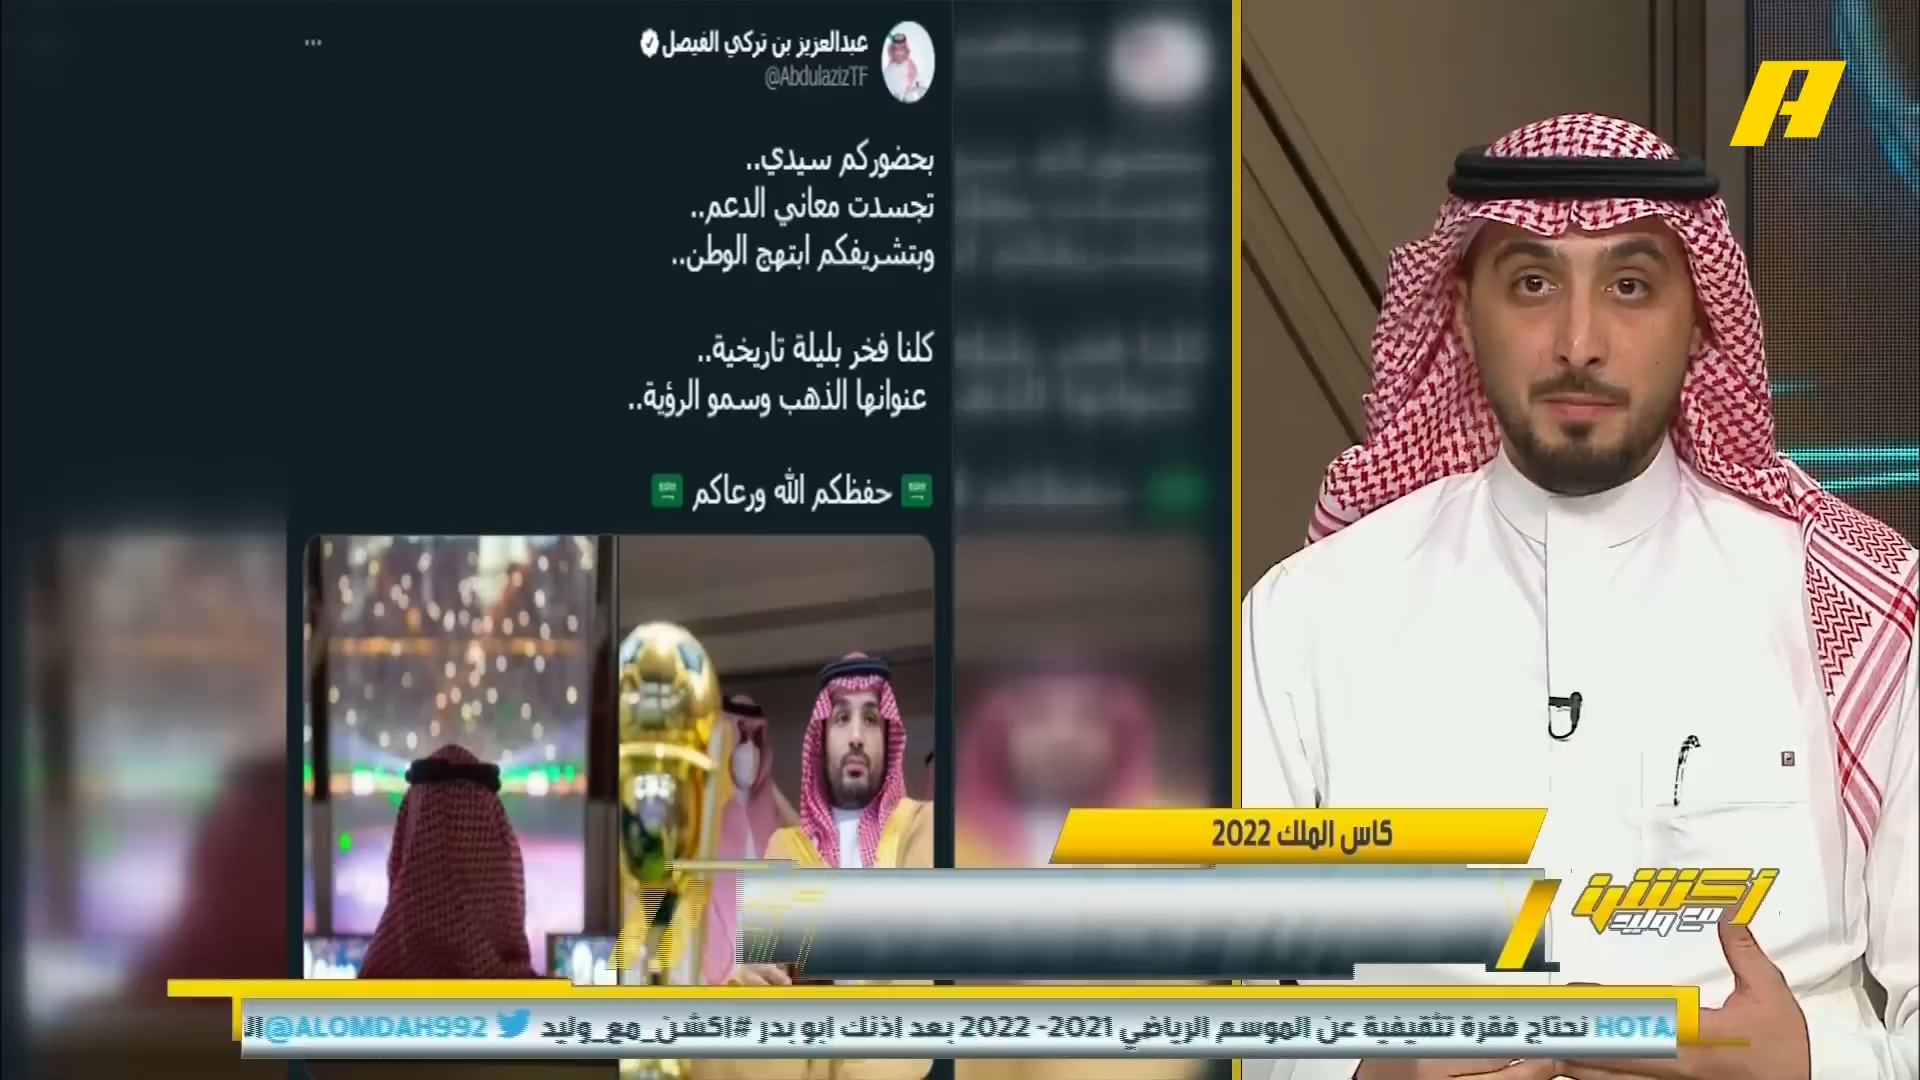 عبدالعزيز بن تركي الفيصل
@AbdulazizTF
بحضوركم سيدي..
تجسدت معاني الدعم..
وبتشريفكم ابتهج الوطن..
كلنا فخر بليلة تاريخية..
عنوانها الذهب وسمو الرؤية..
حفظكم الله ورعاكم
كاس الملك 2022
اكشن
مع وليد
HOTA نحتاج فقرة تثقيفية عن الموسم الرياضي 2021- 2022 بعد اذنك ابو بدر #اكشن_مع_وليد @ALOMDAH992 ال